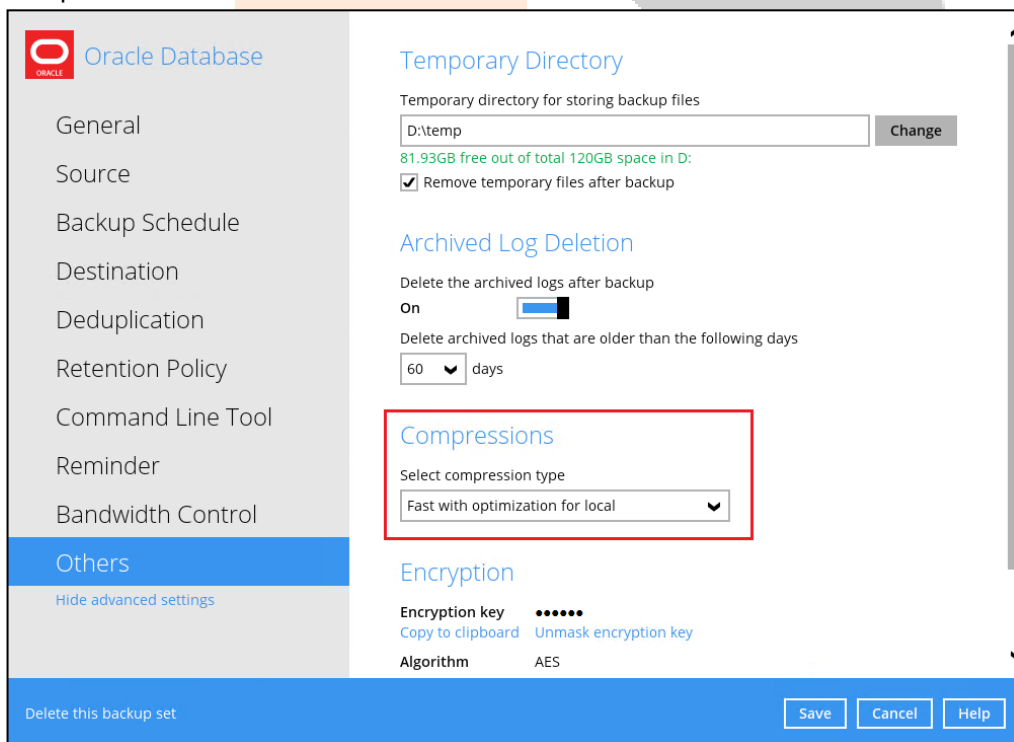 ORACLE
Oracle Database
General
Source
Backup Schedule
Destination
Deduplication
Retention Policy
Command Line Tool
Reminder
Bandwidth Control
Others
Hide advanced settings
Temporary Directory
Temporary directory for storing backup files
D:\temp
Change
81.93GB free out of total 120GB space in D:
Remove temporary files after backup
Archived Log Deletion
Delete the archived logs after backup
On
Delete archived logs that are older than the following days
60 days
Compressions
Select compression type
Fast with optimization for local
Encryption
Encryption key ••••••
Copy to clipboard Unmask encryption key
Algorithm AES
Delete this backup set
Save Cancel Help